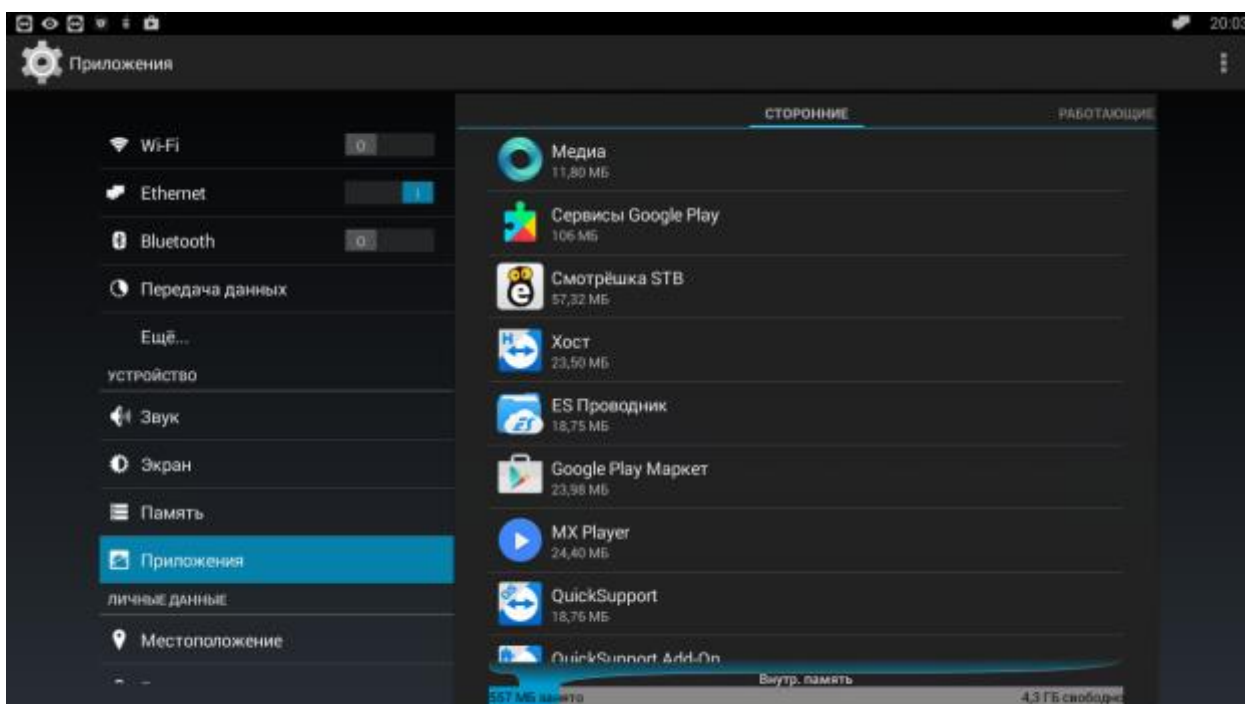 20:03
Приложения
СТОРОННИЕ
РАБОТАЮЩИЕ
Wi-Fi
Ethernet
Bluetooth
Передача данных
Ещё...
УСТРОЙСТВО
Звук
Экран
Память
Приложения
ЛИЧНЫЕ ДАННЫЕ
Местоположение
Медиа
11,80 МБ
Сервисы Google Play
106 МБ
Смотрёшка STB
57,32 МБ
Хост
23,50 МБ
ES Проводник
18,75 МБ
Google Play Маркет
23,98 МБ
MX Player
24,40 МБ
QuickSupport
18,76 МБ
QuickSupport Add-On
Внутр. память
557 МБ занято
4,3 ГБ свободно